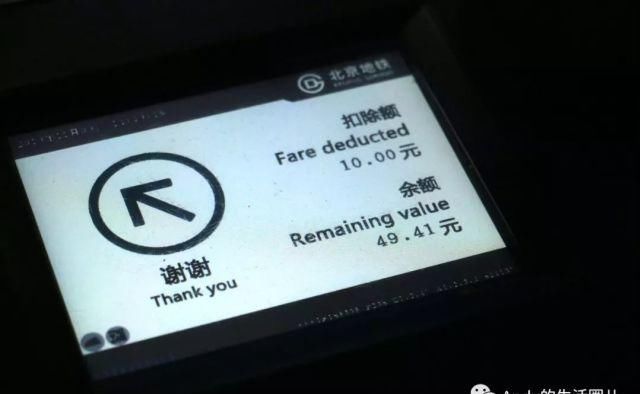 北京地铁
扣除额
Fare deducted
10.00元
余额
Remaining value
49.41元
谢谢
Thank you